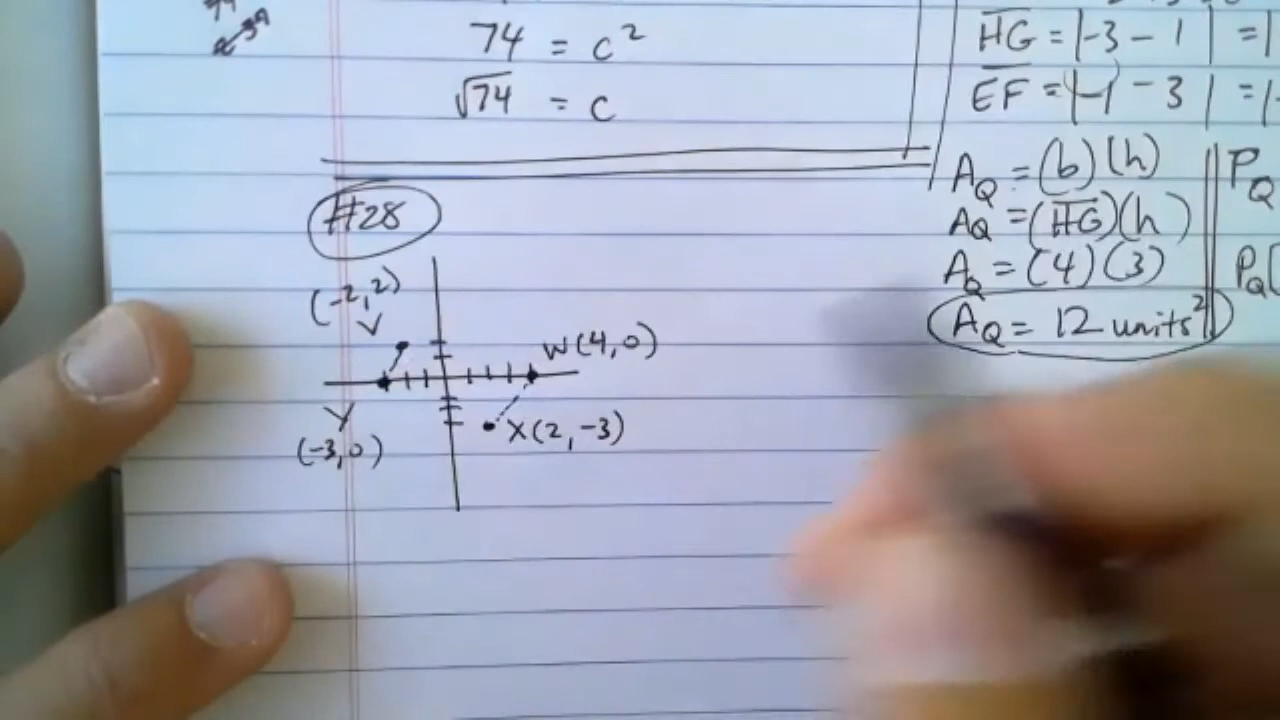 74 = c²
√74 = c
#28
(-2,2)
V
W(4,0)
Y
(-3,0)
X(2,-3)
HG = |-3 - 1| = |
EF = |-1 - 3| = |-
A_Q = (b)(h)
A_Q = (HG)(h)
A_Q = (4)(3)
A_Q = 12 units²
P_Q
P_Q